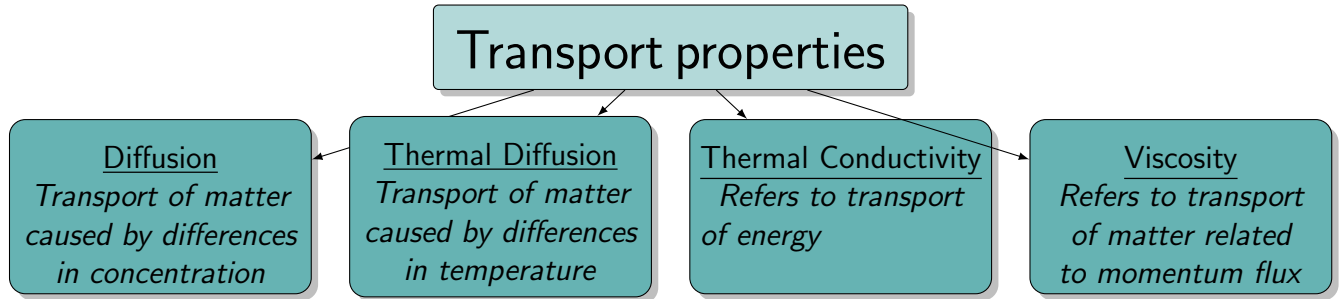 Transport properties
Diffusion
Transport of matter
caused by differences
in concentration
Thermal Diffusion
Transport of matter
caused by differences
in temperature
Thermal Conductivity
Refers to transport
of energy
Viscosity
Refers to transport
of matter related
to momentum flux